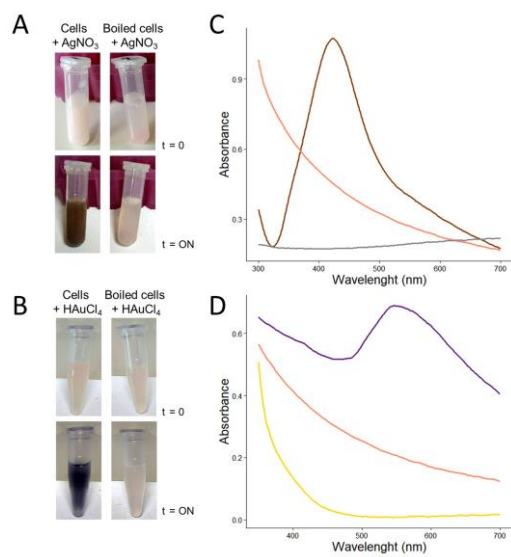 A
Cells
+ AgNO₃
Boiled cells
+ AgNO₃
t = 0
t = ON
B
Cells
+ HAuCl₄
Boiled cells
+ HAuCl₄
t = 0
t = ON
C
Absorbance
0.9
0.6
0.3
300
400
500
600
700
Wavelenght (nm)
D
Absorbance
0.6
0.4
0.2
0.0
400
500
600
700
Wavelenght (nm)